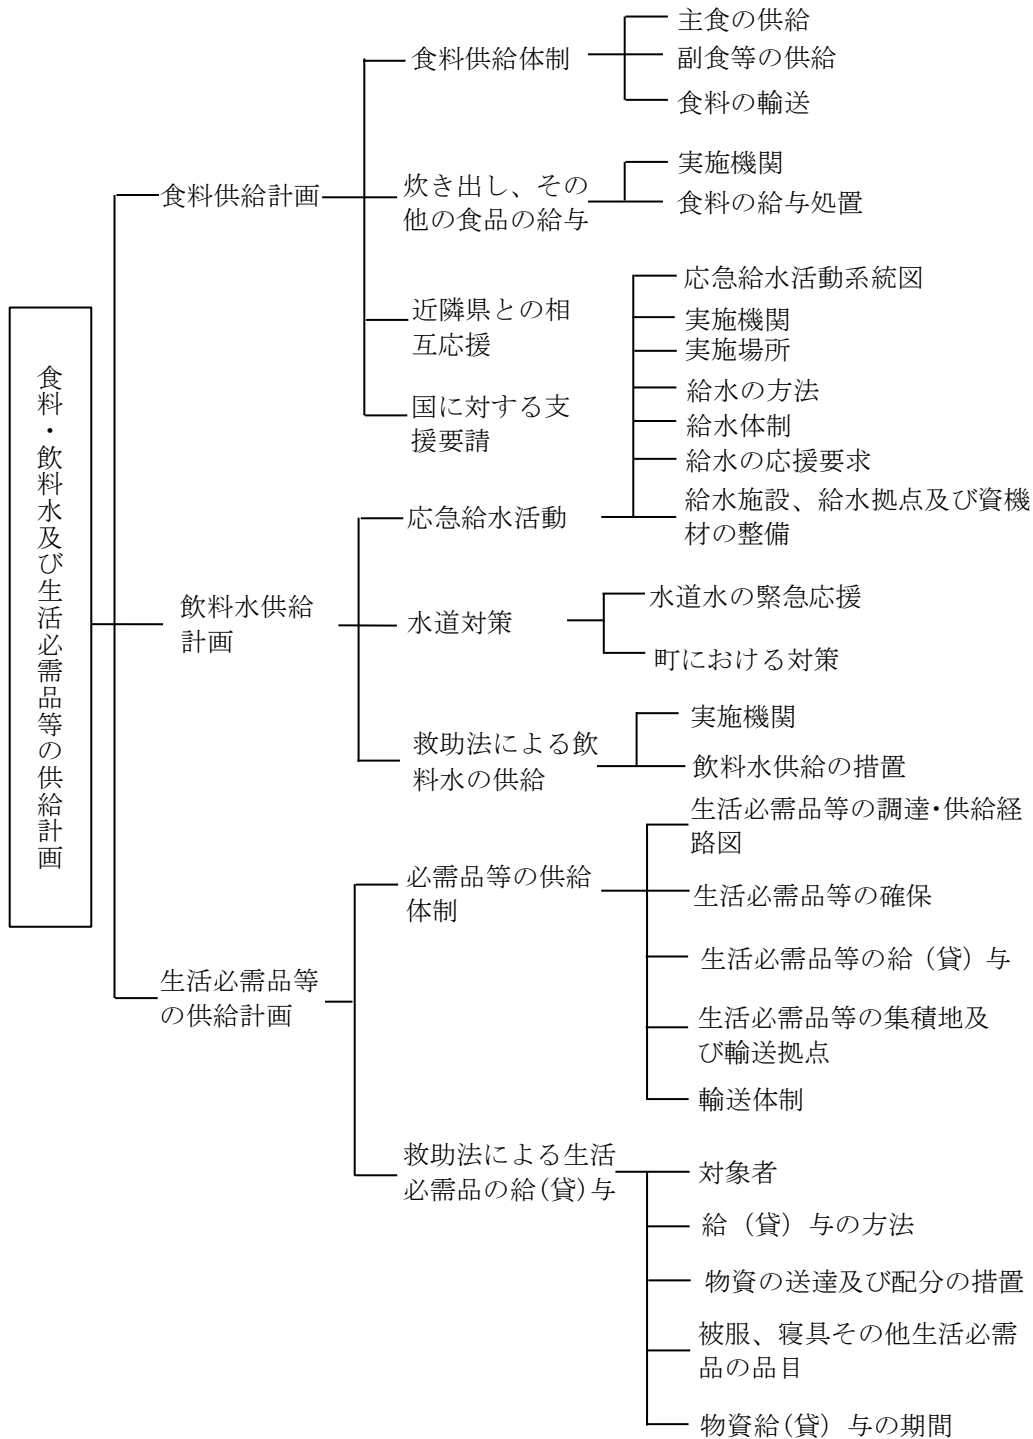 食料・飲料水及び生活必需品等の供給計画
食料供給計画
食料供給体制
主食の供給
副食等の供給
食料の輸送
炊き出し、その
他の食品の給与
実施機関
食料の給与処置
近隣県との相
互応援
国に対する支
援要請
飲料水供給
計画
応急給水活動
応急給水活動系統図
実施機関
実施場所
給水の方法
給水体制
給水の応援要求
給水施設、給水拠点及び資機
材の整備
水道対策
水道水の緊急応援
町における対策
救助法による飲
料水の供給
実施機関
飲料水供給の措置
生活必需品等
の供給計画
必需品等の供給
体制
生活必需品等の調達・供給経
路図
生活必需品等の確保
生活必需品等の給（貸）与
生活必需品等の集積地及
び輸送拠点
輸送体制
救助法による生活
必需品の給(貸)与
対象者
給（貸）与の方法
物資の送達及び配分の措置
被服、寝具その他生活必需
品の品目
物資給(貸）与の期間